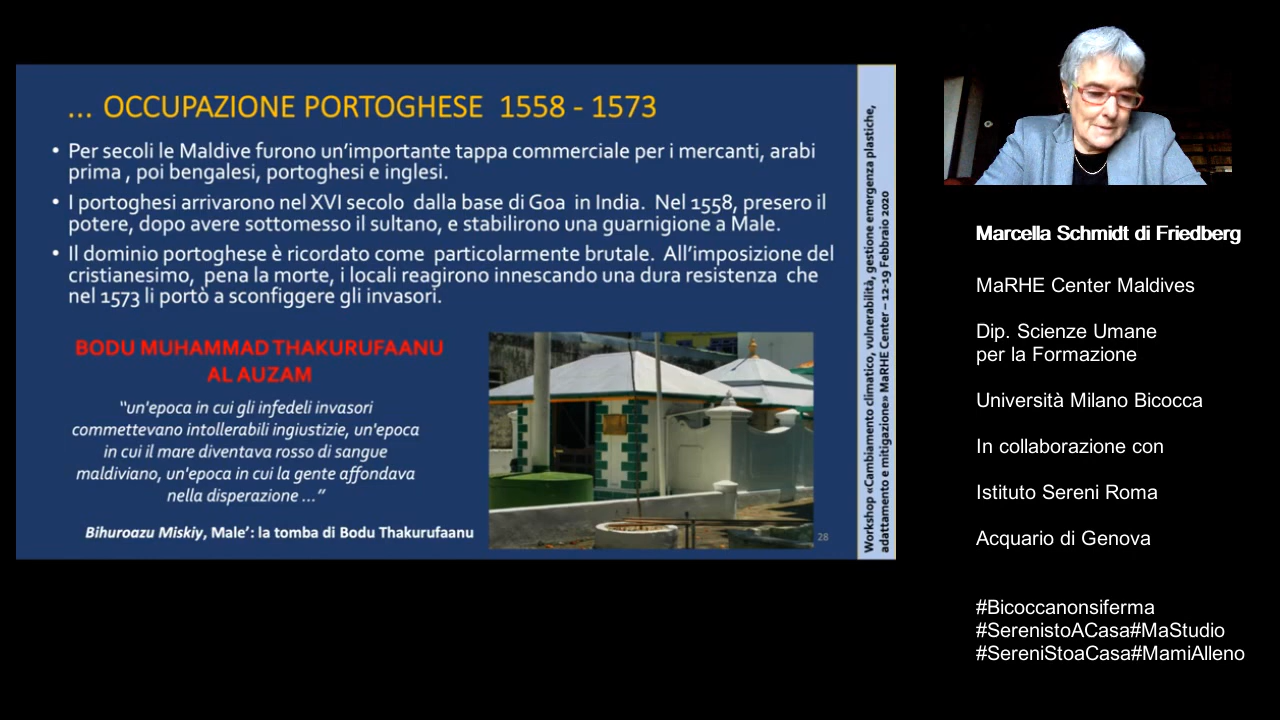 ... OCCUPAZIONE PORTOGHESE 1558 - 1573
• Per secoli le Maldive furono un'importante tappa commerciale per i mercanti, arabi
prima , poi bengalesi, portoghesi e inglesi.
• I portoghesi arrivarono nel XVI secolo dalla base di Goa in India. Nel 1558, presero il
potere, dopo avere sottomesso il sultano, e stabilirono una guarnigione a Male.
• Il dominio portoghese è ricordato come particolarmente brutale. All'imposizione del
cristianesimo, pena la morte, i locali reagirono innescando una dura resistenza che
nel 1573 li portò a sconfiggere gli invasori.
BODU MUHAMMAD THAKURUFAANU
AL AUZAM
"un'epoca in cui gli infedeli invasori
commettevano intollerabili ingiustizie, un'epoca
in cui il mare diventava rosso di sangue
maldiviano, un'epoca in cui la gente affondava
nella disperazione ..."
Bihuroazu Miskiy, Male': la tomba di Bodu Thakurufaanu
28
Workshop «Cambiamento climatico, vulnerabilità, gestione emergenza plastiche,
adattamento e mitigazione» MaRHE Center – 12-19 Febbraio 2020
Marcella Schmidt di Friedberg
MaRHE Center Maldives
Dip. Scienze Umane
per la Formazione
Università Milano Bicocca
In collaborazione con
Istituto Sereni Roma
Acquario di Genova
#Bicoccanonsiferma
#SerenistoACasa#MaStudio
#SereniStoaCasa#MamiAlleno